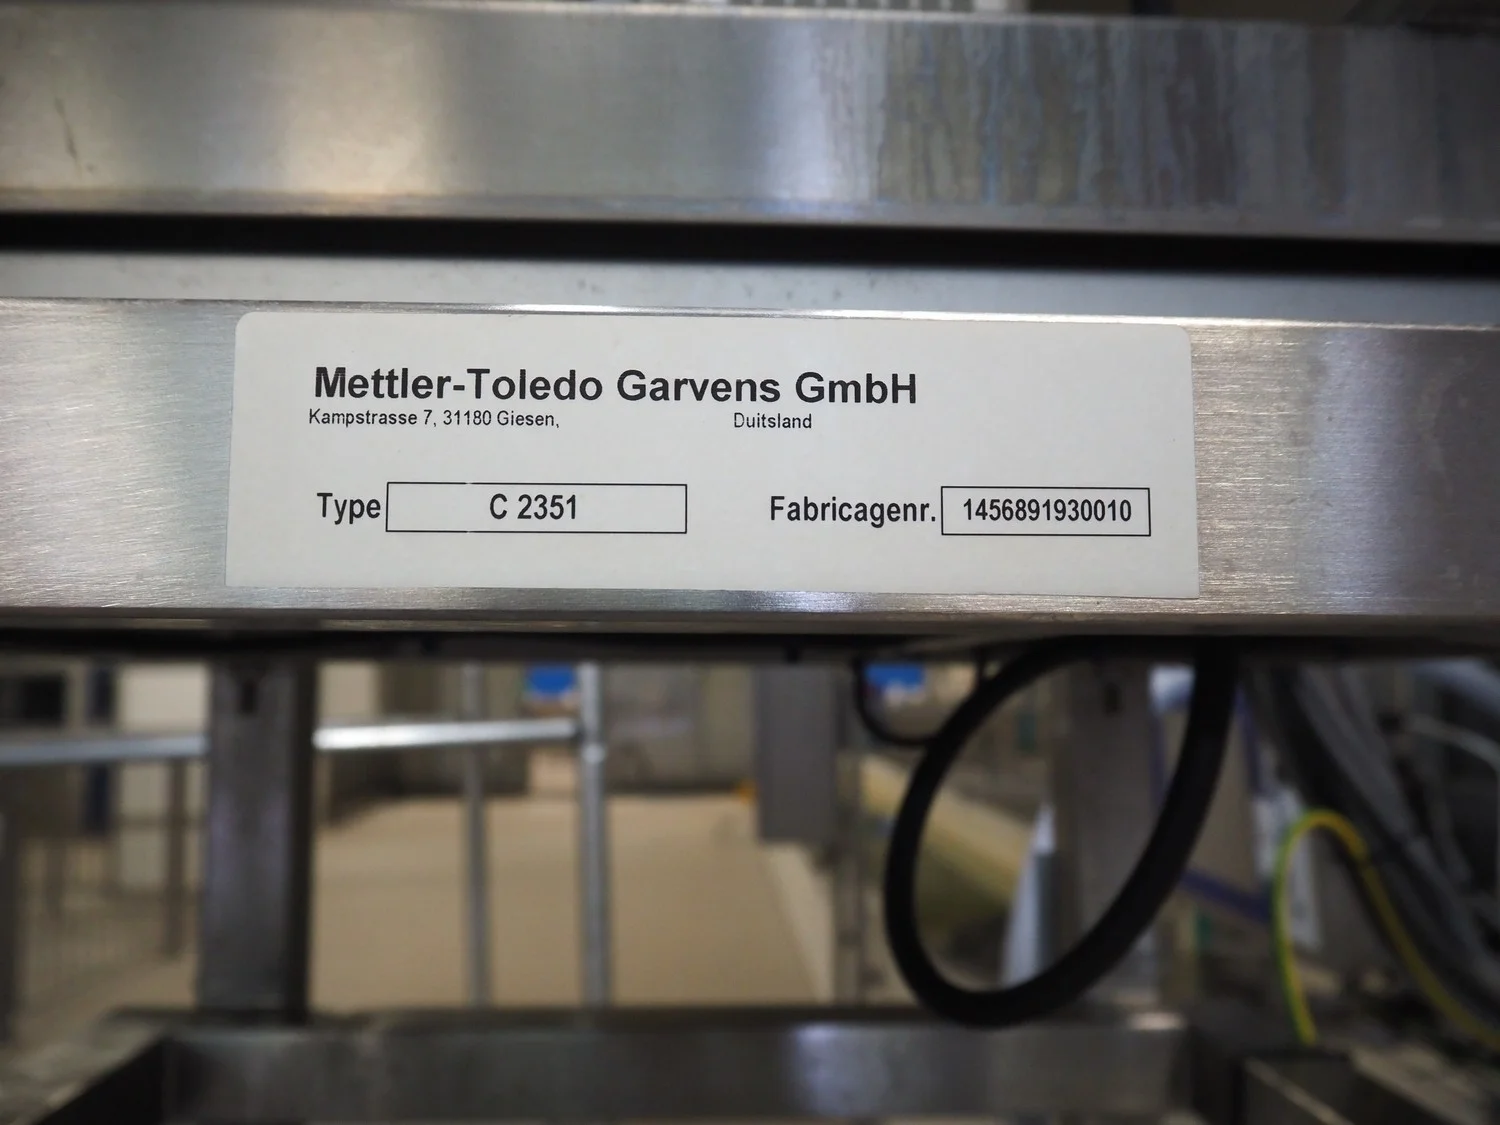 Mettler-Toledo Garvens GmbH
Kampstrasse 7, 31180 Giesen, Duitsland
Type C 2351 Fabricagenr. 1456891930010